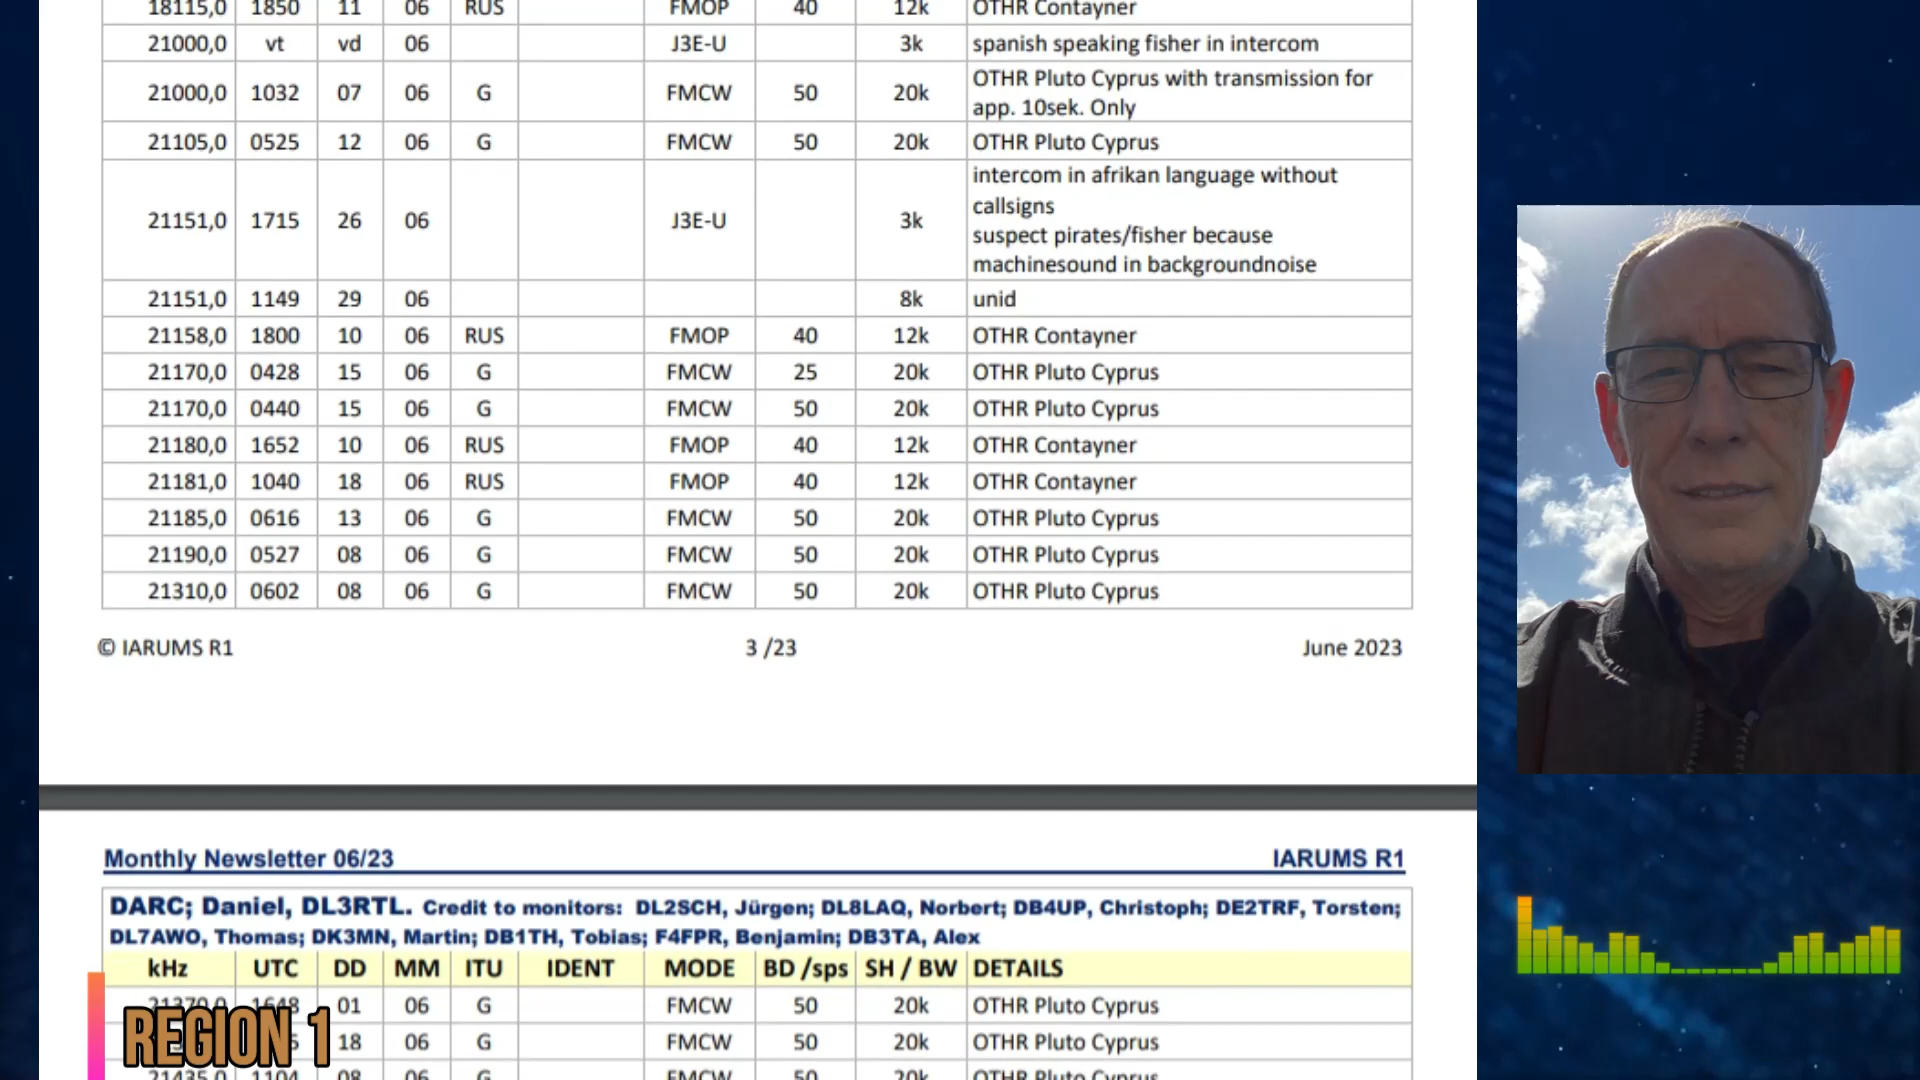 18115,0 1850 11 06 RUS FMOP 40 12k OTHR Contayner
21000,0 vt vd 06 J3E-U 3k spanish speaking fisher in intercom
21000,0 1032 07 06 G FMCW 50 20k OTHR Pluto Cyprus with transmission for
app. 10sek. Only
21105,0 0525 12 06 G FMCW 50 20k OTHR Pluto Cyprus
21151,0 1715 26 06 J3E-U 3k intercom in afrikan language without
callsigns
suspect pirates/fisher because
machinesound in backgroundnoise
21151,0 1149 29 06 8k unid
21158,0 1800 10 06 RUS FMOP 40 12k OTHR Contayner
21170,0 0428 15 06 G FMCW 25 20k OTHR Pluto Cyprus
21170,0 0440 15 06 G FMCW 50 20k OTHR Pluto Cyprus
21180,0 1652 10 06 RUS FMOP 40 12k OTHR Contayner
21181,0 1040 18 06 RUS FMOP 40 12k OTHR Contayner
21185,0 0616 13 06 G FMCW 50 20k OTHR Pluto Cyprus
21190,0 0527 08 06 G FMCW 50 20k OTHR Pluto Cyprus
21310,0 0602 08 06 G FMCW 50 20k OTHR Pluto Cyprus
© IARUMS R1 3 /23 June 2023
Monthly Newsletter 06/23 IARUMS R1
DARC; Daniel, DL3RTL. Credit to monitors: DL2SCH, Jürgen; DL8LAQ, Norbert; DB4UP, Christoph; DE2TRF, Torsten;
DL7AWO, Thomas; DK3MN, Martin; DB1TH, Tobias; F4FPR, Benjamin; DB3TA, Alex
kHz UTC DD MM ITU IDENT MODE BD /sps SH / BW DETAILS
01 06 G FMCW 50 20k OTHR Pluto Cyprus
18 06 G FMCW 50 20k OTHR Pluto Cyprus
21435,0 1104 08 06 G FMCW 50 20k OTHR Pluto Cyprus
REGION 1